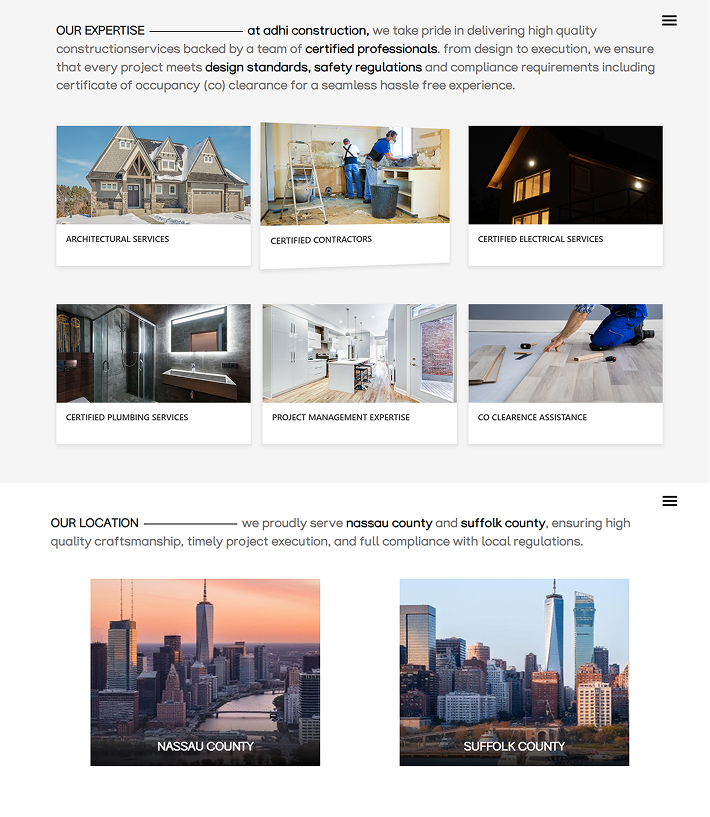 OUR EXPERTISE at adhi construction, we take pride in delivering high quality
constructionservices backed by a team of certified professionals. from design to execution, we ensure
that every project meets design standards, safety regulations and compliance requirements including
certificate of occupancy (co) clearance for a seamless hassle free experience.
ARCHITECTURAL SERVICES
CERTIFIED CONTRACTORS
CERTIFIED ELECTRICAL SERVICES
CERTIFIED PLUMBING SERVICES
PROJECT MANAGEMENT EXPERTISE
CO CLEARENCE ASSISTANCE
OUR LOCATION we proudly serve nassau county and suffolk county, ensuring high
quality craftsmanship, timely project execution, and full compliance with local regulations.
NASSAU COUNTY
SUFFOLK COUNTY